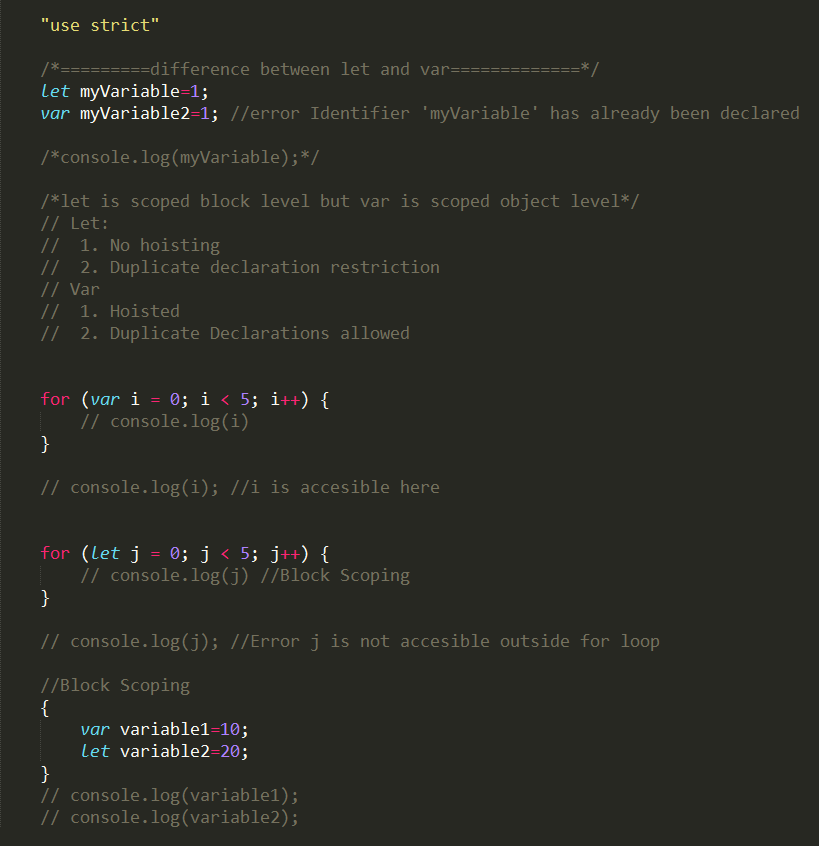 "use strict"
/*=========difference between let and var=============*/
let myVariable=1;
var myVariable2=1; //error Identifier 'myVariable' has already been declared
/*console.log(myVariable);*/
/*let is scoped block level but var is scoped object level*/
// Let:
//  1. No hoisting
//  2. Duplicate declaration restriction
// Var
//  1. Hoisted
//  2. Duplicate Declarations allowed
for (var i = 0; i < 5; i++) {
    // console.log(i)
}
// console.log(i); //i is accesible here
for (let j = 0; j < 5; j++) {
    // console.log(j) //Block Scoping
}
// console.log(j); //Error j is not accesible outside for loop
//Block Scoping
{
    var variable1=10;
    let variable2=20;
}
// console.log(variable1);
// console.log(variable2);